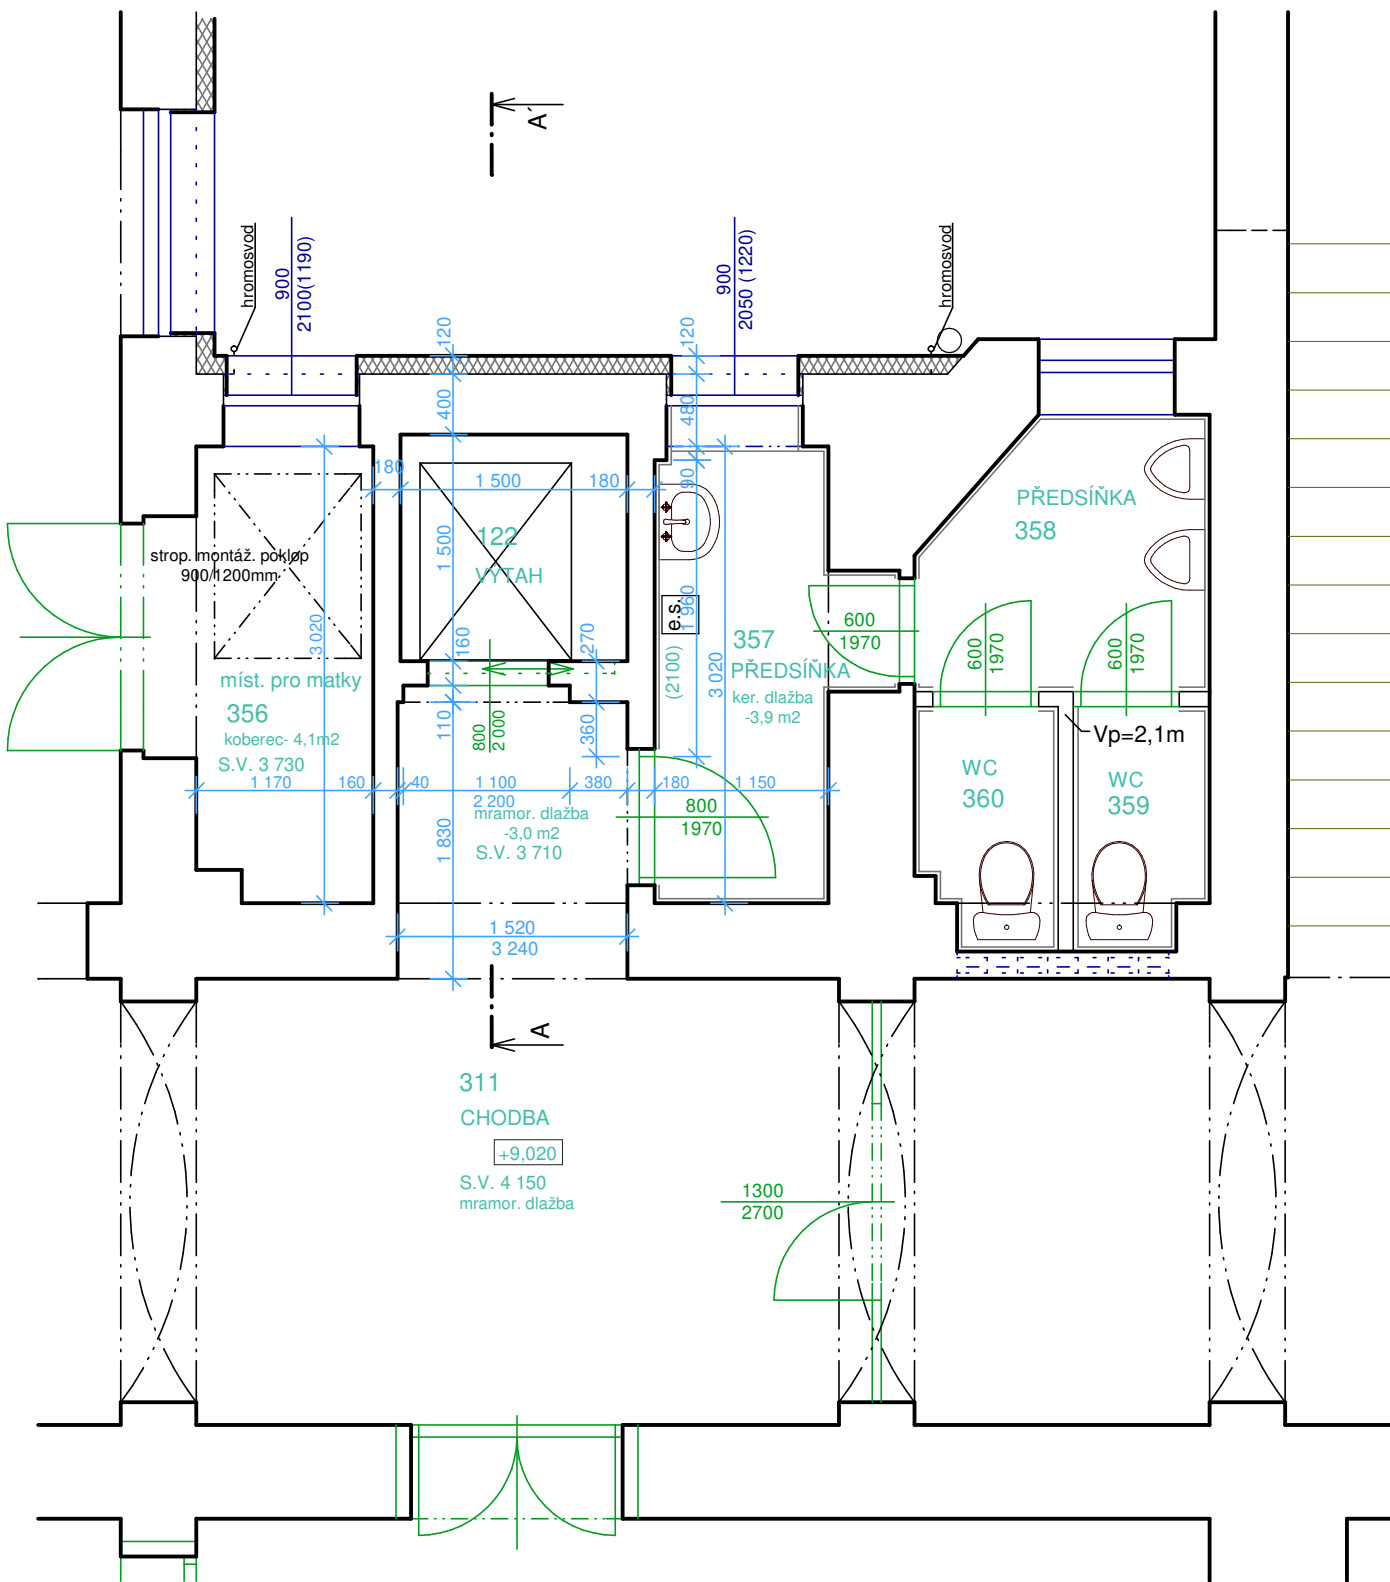 A´
hromosvod
900
2100(1190)
900
2050 (1220)
hromosvod
120
120
400
480
180
1 500
180
90
122
VÝTAH
1 500
strop. montáž. poklop
900/1200mm
3 020
PŘEDSÍŇKA
358
e.s.
1 960
357
PŘEDSÍŇKA
ker. dlažba
-3,9 m2
(2100)
3 020
600
1970
600
1970
600
1970
160
270
míst. pro matky
356
koberec- 4,1m2
S.V. 3 730
110
800
2 000
360
Vp=2,1m
WC
360
WC
359
1 170
160
40
1 100
380
180
1 150
2 200
mramor. dlažba
-3,0 m2
S.V. 3 710
1 830
800
1970
1 520
3 240
A
311
CHODBA
+9,020
S.V. 4 150
mramor. dlažba
1300
2700